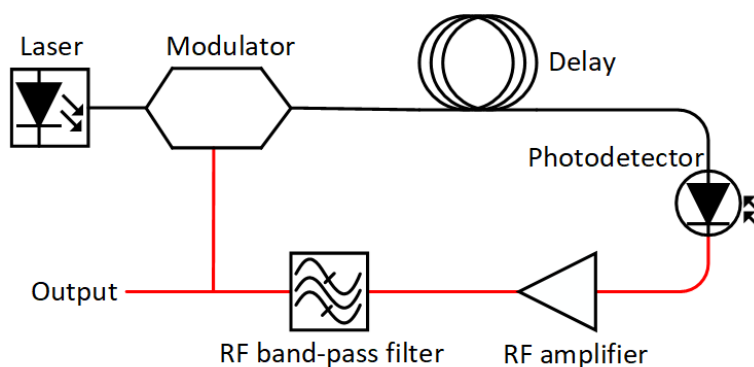 Laser
Modulator
Delay
Photodetector
Output
RF band-pass filter
RF amplifier